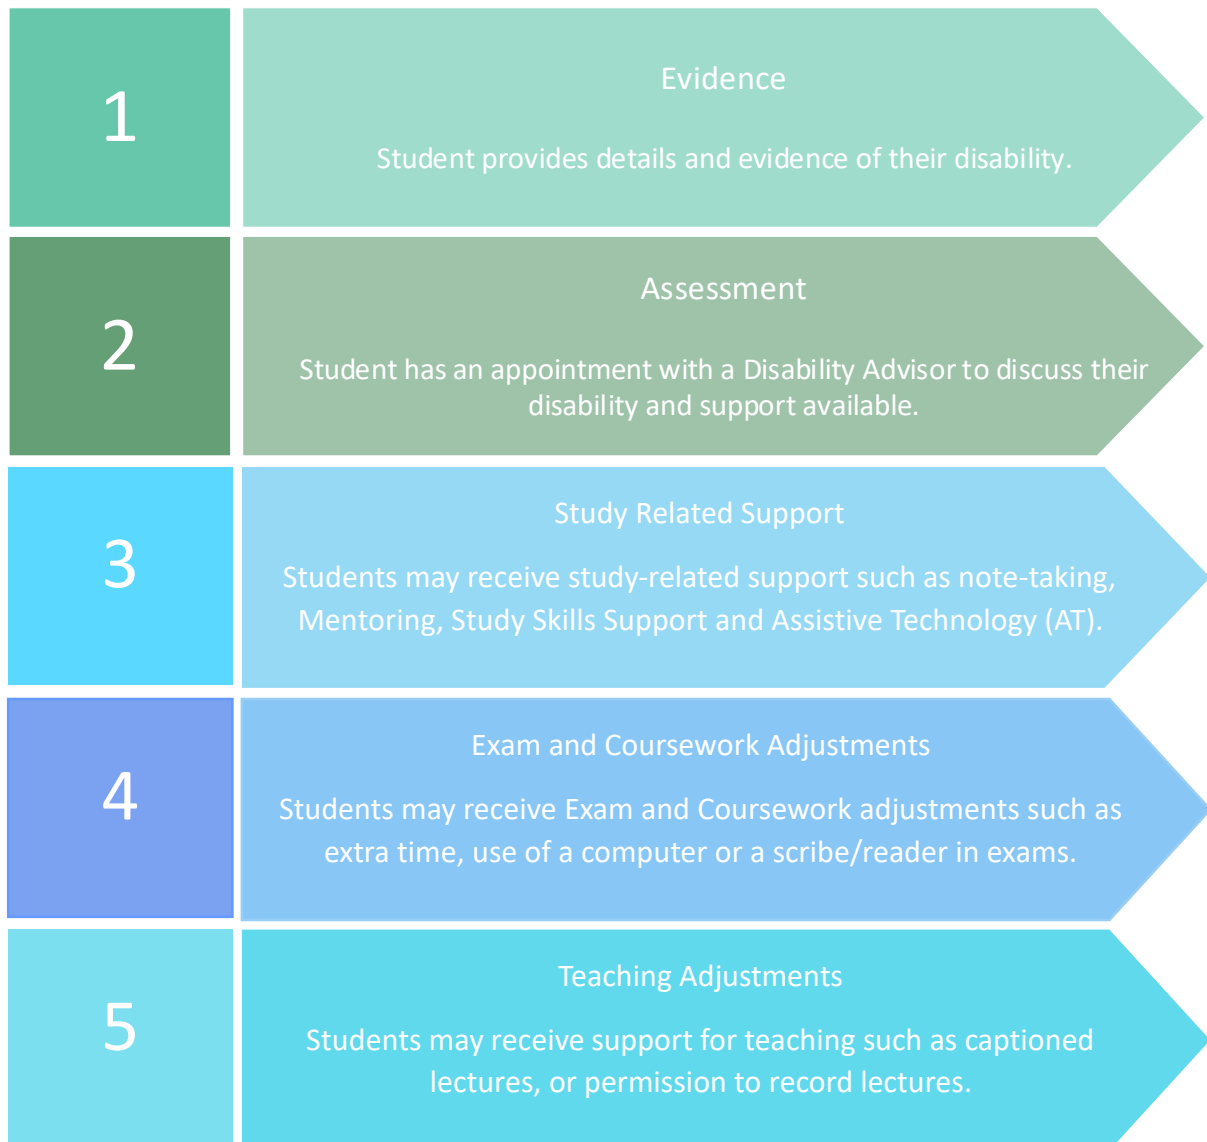 1
Evidence
Student provides details and evidence of their disability.
2
Assessment
Student has an appointment with a Disability Advisor to discuss their
disability and support available.
3
Study Related Support
Students may receive study-related support such as note-taking,
Mentoring, Study Skills Support and Assistive Technology (AT).
4
Exam and Coursework Adjustments
Students may receive Exam and Coursework adjustments such as
extra time, use of a computer or a scribe/reader in exams.
5
Teaching Adjustments
Students may receive support for teaching such as captioned
lectures, or permission to record lectures.